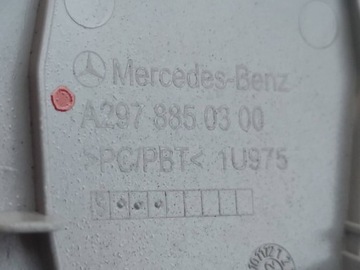 Mercedes-Benz
A297 885 03 00
>PC/PBT< 1U975